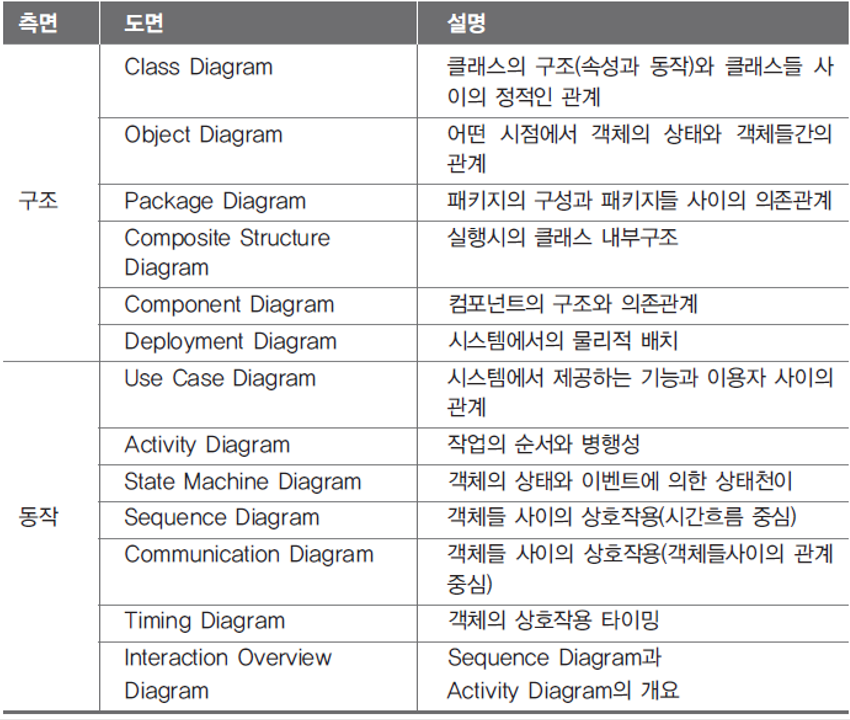 측면 도면 설명
Class Diagram 클래스의 구조(속성과 동작)와 클래스들 사
이의 정적인 관계
Object Diagram 어떤 시점에서 객체의 상태와 객체들간의
관계
구조 Package Diagram 패키지의 구성과 패키지들 사이의 의존관계
Composite Structure 실행시의 클래스 내부구조
Diagram
Component Diagram 컴포넌트의 구조와 의존관계
Deployment Diagram 시스템에서의 물리적 배치
Use Case Diagram 시스템에서 제공하는 기능과 이용자 사이의
관계
Activity Diagram 작업의 순서와 병행성
State Machine Diagram 객체의 상태와 이벤트에 의한 상태천이
동작 Sequence Diagram 객체들 사이의 상호작용(시간흐름 중심)
Communication Diagram 객체들 사이의 상호작용(객체들사이의 관계
중심)
Timing Diagram 객체의 상호작용 타이밍
Interaction Overview Sequence Diagram과
Diagram Activity Diagram의 개요